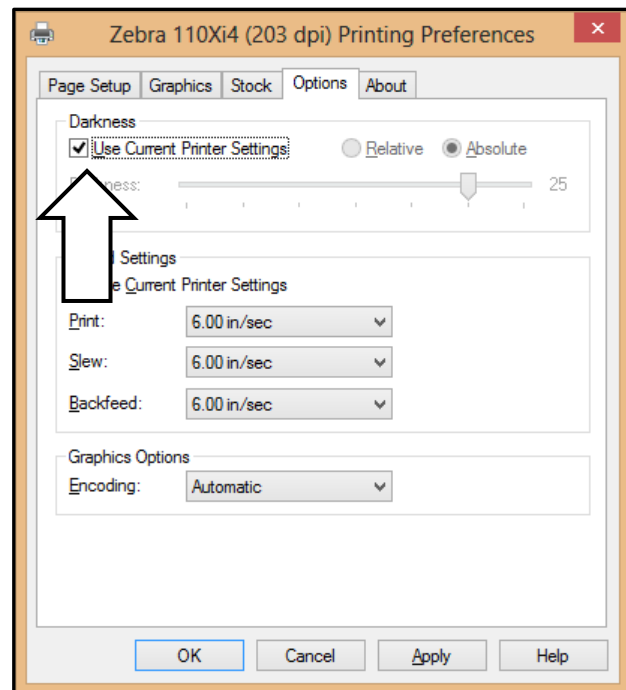 Zebra 110Xi4 (203 dpi) Printing Preferences
Page Setup Graphics Stock Options About
Darkness
Use Current Printer Settings Relative Absolute
25
Settings
Current Printer Settings
Print: 6.00 in/sec
Slew: 6.00 in/sec
Backfeed: 6.00 in/sec
Graphics Options
Encoding: Automatic
OK Cancel Apply Help